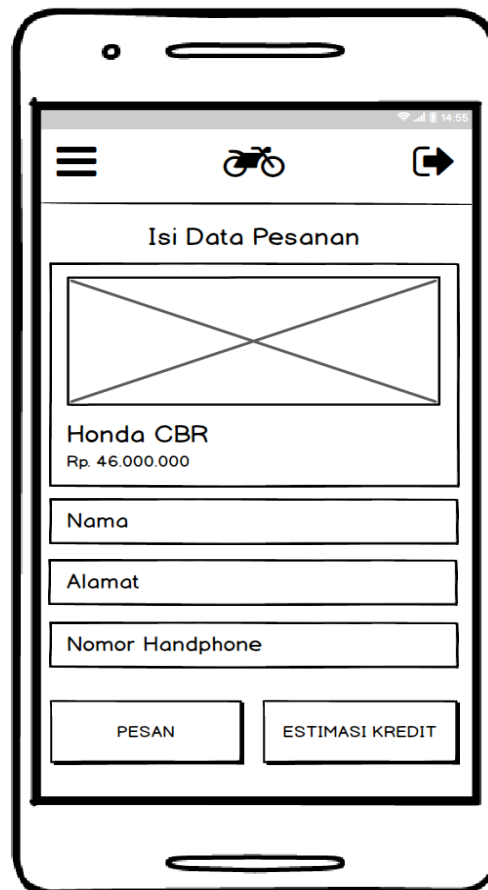 14:55
Isi Data Pesanan
Honda CBR
Rp. 46.000.000
Nama
Alamat
Nomor Handphone
PESAN
ESTIMASI KREDIT